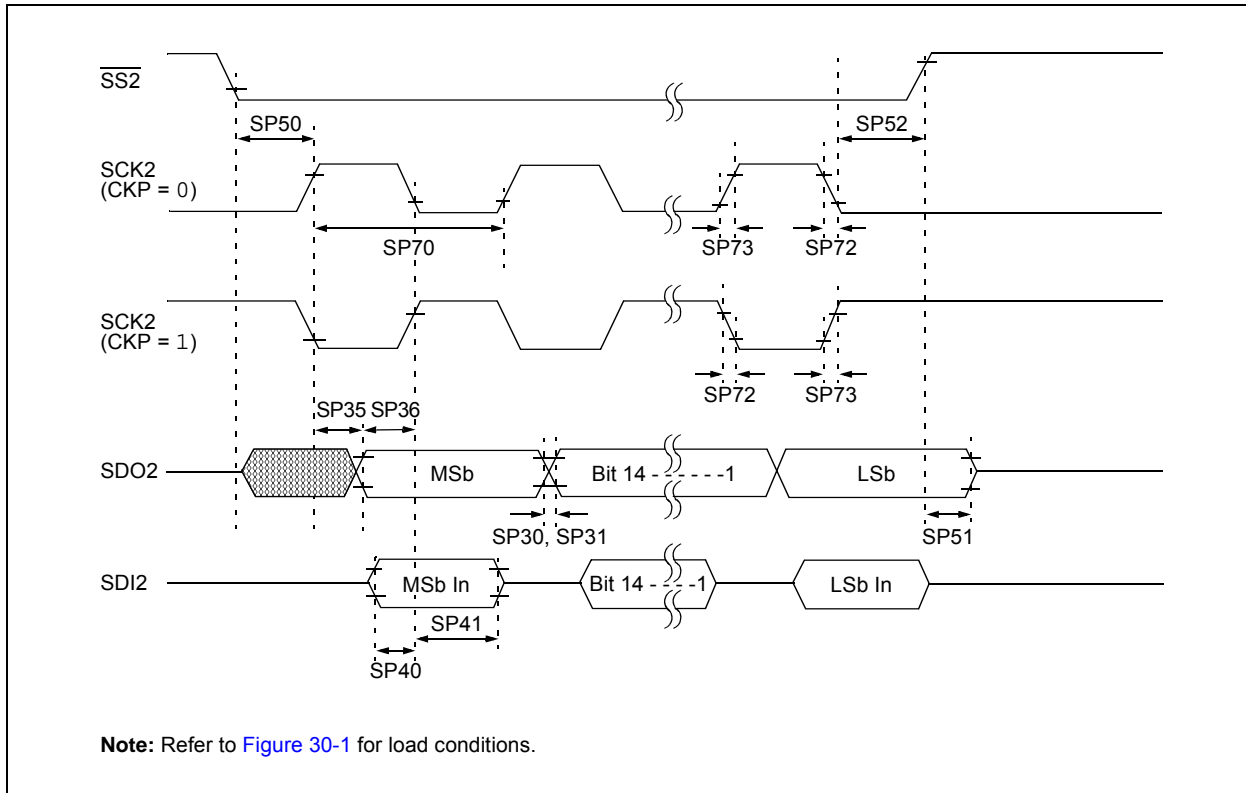 SS2
SP50
SP52
SCK2
(CKP = 0)
SP70
SP73
SP72
SCK2
(CKP = 1)
SP72
SP73
SP35 SP36
SDO2
MSb
Bit 14 - - - - - -1
LSb
SP30, SP31
SP51
SDI2
MSb In
Bit 14 - - - -1
LSb In
SP41
SP40
Note: Refer to Figure 30-1 for load conditions.